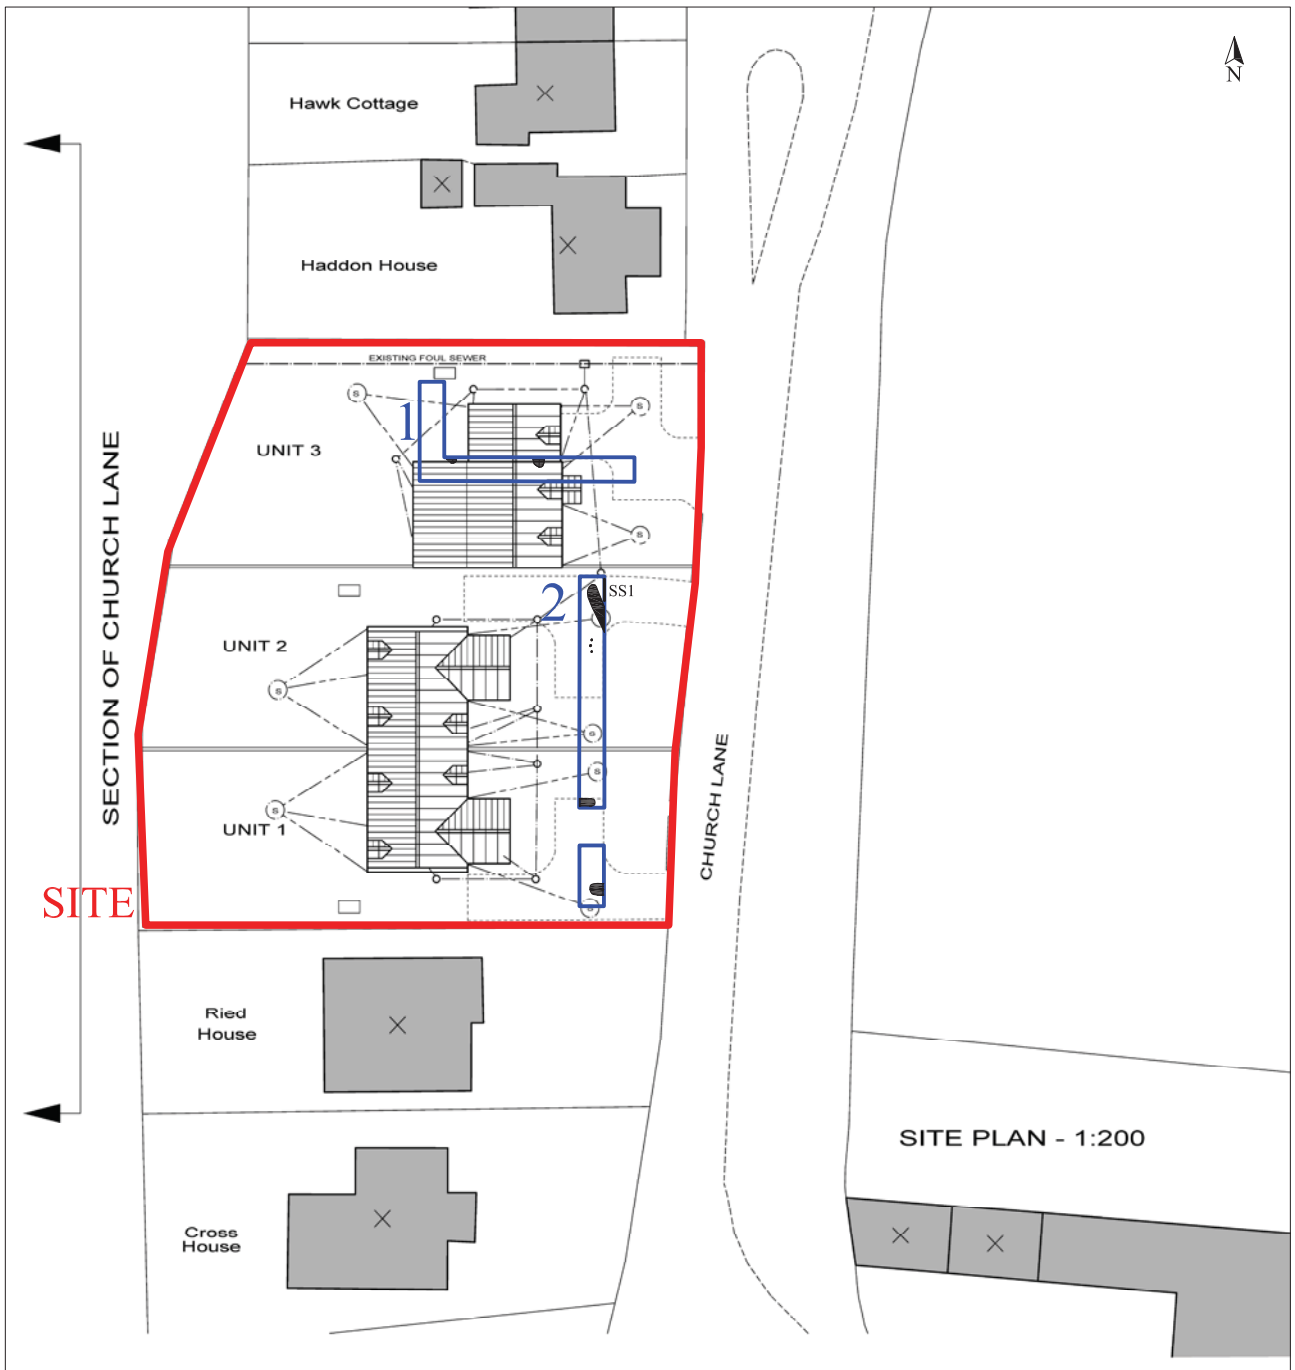 N
Hawk Cottage
Haddon House
EXISTING FOUL SEWER
S
S
1
UNIT 3
S
SECTION OF CHURCH LANE
2
SS1
UNIT 2
S
S
CHURCH LANE
S
S
UNIT 1
SITE
S
Ried
House
SITE PLAN - 1:200
Cross
House